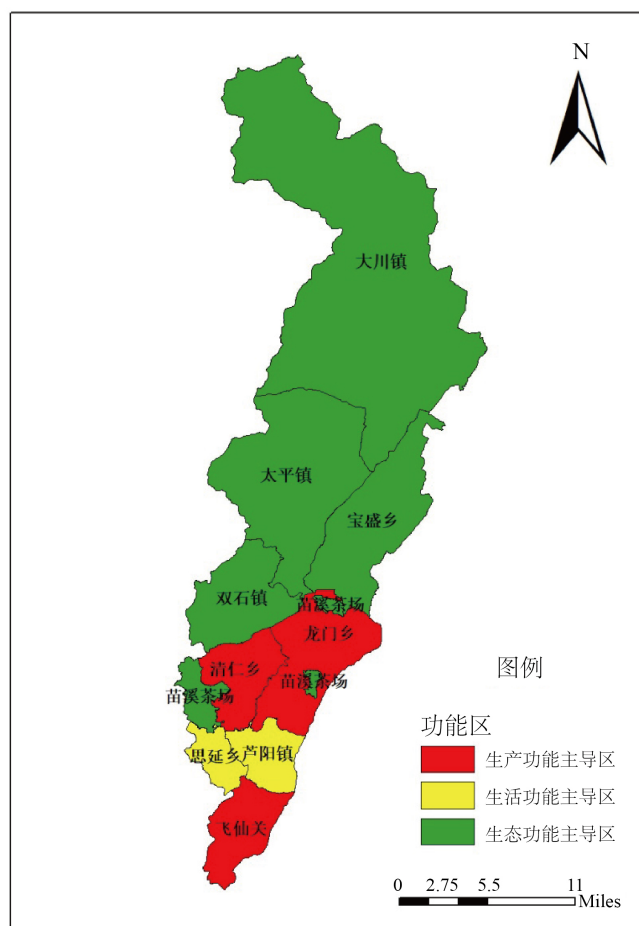 N
大川镇
太平镇
宝盛乡
双石镇
苗溪茶场
龙门乡
清仁乡
苗溪茶场
苗溪茶场
思延乡
芦阳镇
飞仙关
图例
功能区
生产功能主导区
生活功能主导区
生态功能主导区
0 2.75 5.5 11
Miles